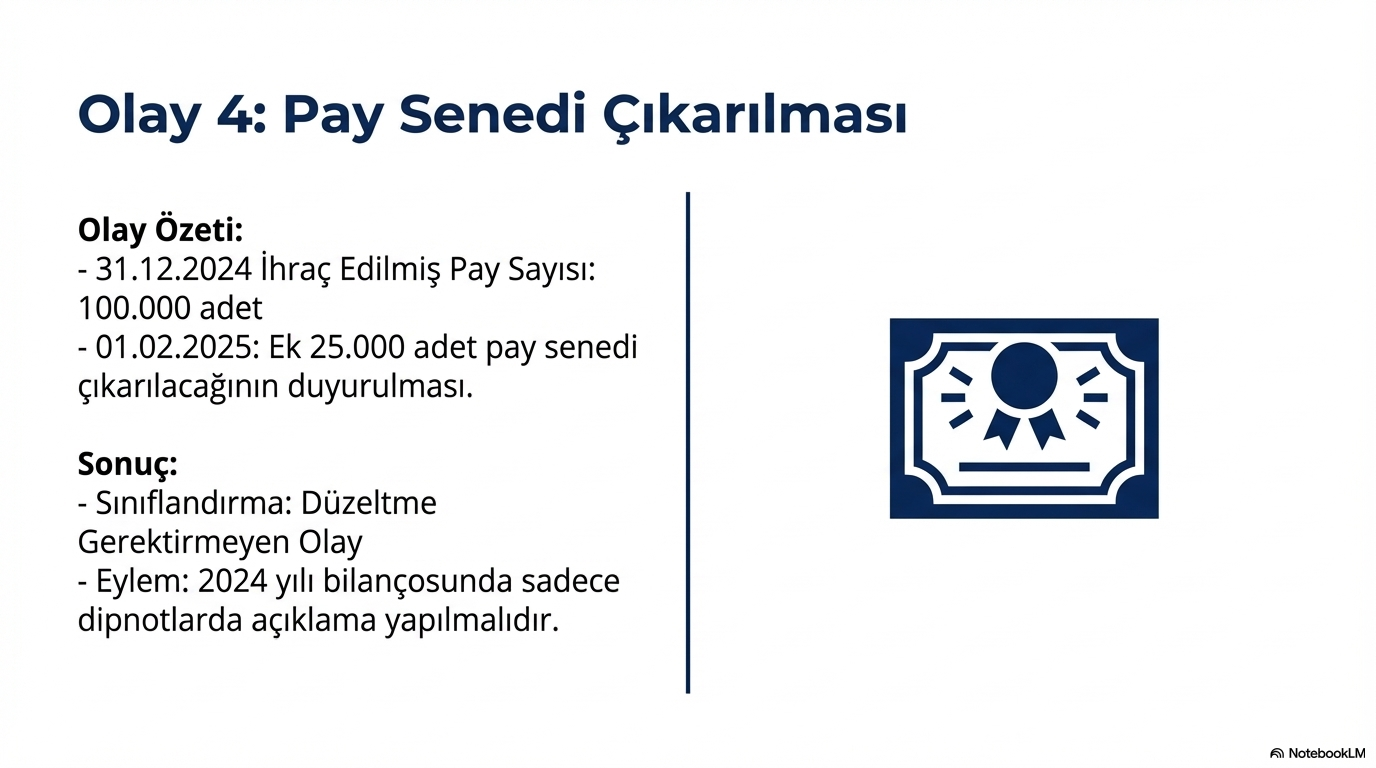 Olay 4: Pay Senedi Çıkarılması
Olay Özeti:
- 31.12.2024 İhraç Edilmiş Pay Sayısı:
100.000 adet
- 01.02.2025: Ek 25.000 adet pay senedi
çıkarılacağının duyurulması.
Sonuç:
- Sınıflandırma: Düzeltme
Gerektirmeyen Olay
- Eylem: 2024 yılı bilançosunda sadece
dipnotlarda açıklama yapılmalıdır.
NotebookLM